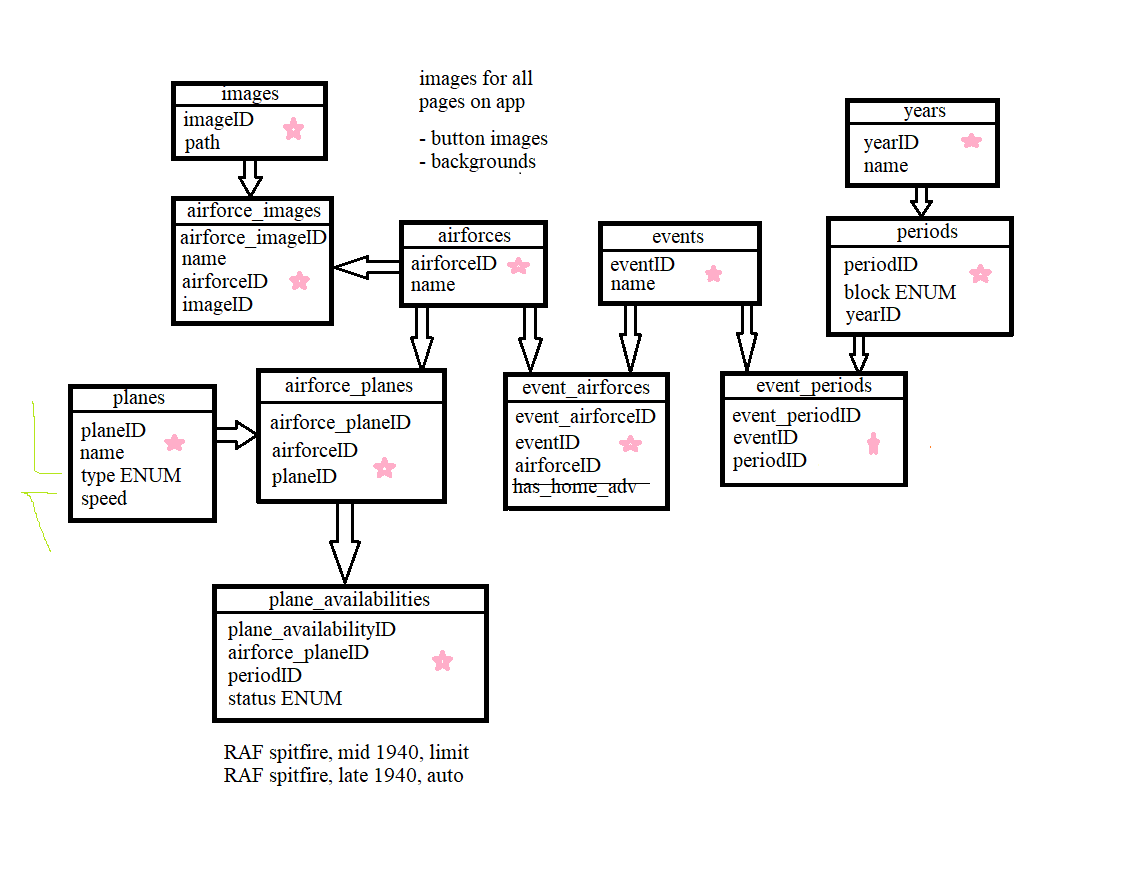 images
imageID
path
images for all
pages on app
- button images
- backgrounds
years
yearID
name
airforce_images
airforce_imageID
name
airforceID
imageID
airforces
airforceID
name
events
eventID
name
periods
periodID
block ENUM
yearID
planes
planeID
name
type ENUM
speed
airforce_planes
airforce_planeID
airforceID
planeID
event_airforces
event_airforceID
eventID
airforceID
has_home_adv
event_periods
event_periodID
eventID
periodID
plane_availabilities
plane_availabilityID
airforce_planeID
periodID
status ENUM
RAF spitfire, mid 1940, limit
RAF spitfire, late 1940, auto